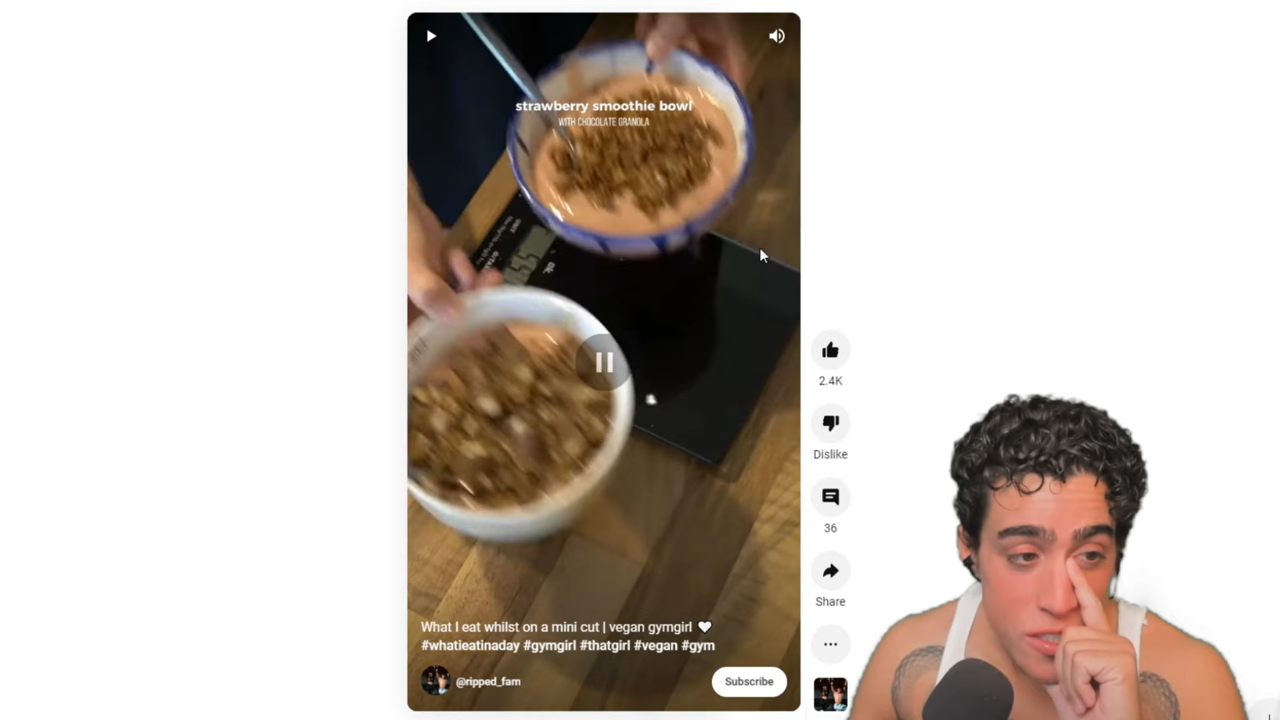 strawberry smoothie bowl
WITH CHOCOLATE GRANOLA
2.4K
Dislike
36
Share
What I eat whilst on a mini cut | vegan gymgirl 🤍
#whatieatinaday #gymgirl #thatgirl #vegan #gym
@ripped_fam
Subscribe